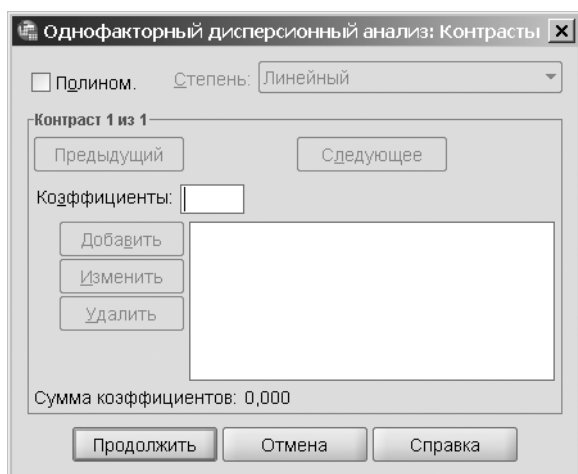 Однофакторный дисперсионный анализ: Контрасты
Полином. Степень: Линейный
Контраст 1 из 1
Предыдущий Следующее
Коэффициенты:
Добавить
Изменить
Удалить
Сумма коэффициентов: 0,000
Продолжить Отмена Справка